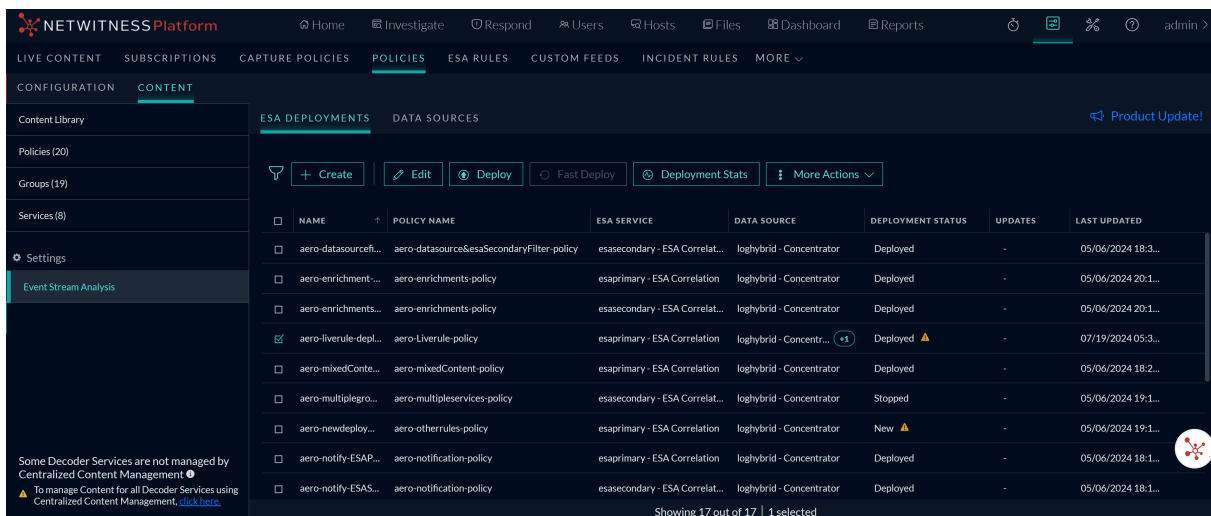 NETWITNESS Platform
Home Investigate Respond Users Hosts Files Dashboard Reports admin
LIVE CONTENT SUBSCRIPTIONS CAPTURE POLICIES POLICIES ESA RULES CUSTOM FEEDS INCIDENT RULES MORE
CONFIGURATION CONTENT
Content Library
Policies (20)
Groups (19)
Services (8)
Settings
Event Stream Analysis
Some Decoder Services are not managed by
Centralized Content Management
To manage Content for all Decoder Services using
Centralized Content Management, click here.
ESA DEPLOYMENTS DATA SOURCES
Product Update!
+ Create Edit Deploy Fast Deploy Deployment Stats More Actions
NAME POLICY NAME ESA SERVICE DATA SOURCE DEPLOYMENT STATUS UPDATES LAST UPDATED
aero-datasourcefi... aero-datasource&esaSecondaryFilter-policy esasecondary - ESA Correlat... loghybrid - Concentrator Deployed - 05/06/2024 18:3...
aero-enrichment-... aero-enrichments-policy esaprimary - ESA Correlation loghybrid - Concentrator Deployed - 05/06/2024 20:1...
aero-enrichments... aero-enrichments-policy esaprimary - ESA Correlation loghybrid - Concentrator Deployed - 05/06/2024 20:1...
aero-liverule-depl... aero-Liverule-policy esaprimary - ESA Correlation loghybrid - Concentr... +1 Deployed - 07/19/2024 05:3...
aero-mixedConte... aero-mixedContent-policy esaprimary - ESA Correlation loghybrid - Concentrator Deployed - 05/06/2024 18:2...
aero-multiplegro... aero-multipleservices-policy esasecondary - ESA Correlat... loghybrid - Concentrator Stopped - 05/06/2024 19:1...
aero-newdeploy... aero-otherrules-policy esaprimary - ESA Correlation loghybrid - Concentrator New - 05/06/2024 19:1...
aero-notify-ESAP... aero-notification-policy esaprimary - ESA Correlation loghybrid - Concentrator Deployed - 05/06/2024 18:1...
aero-notify-ESAS... aero-notification-policy esasecondary - ESA Correlat... loghybrid - Concentrator Deployed - 05/06/2024 18:1...
Showing 17 out of 17 | 1 selected